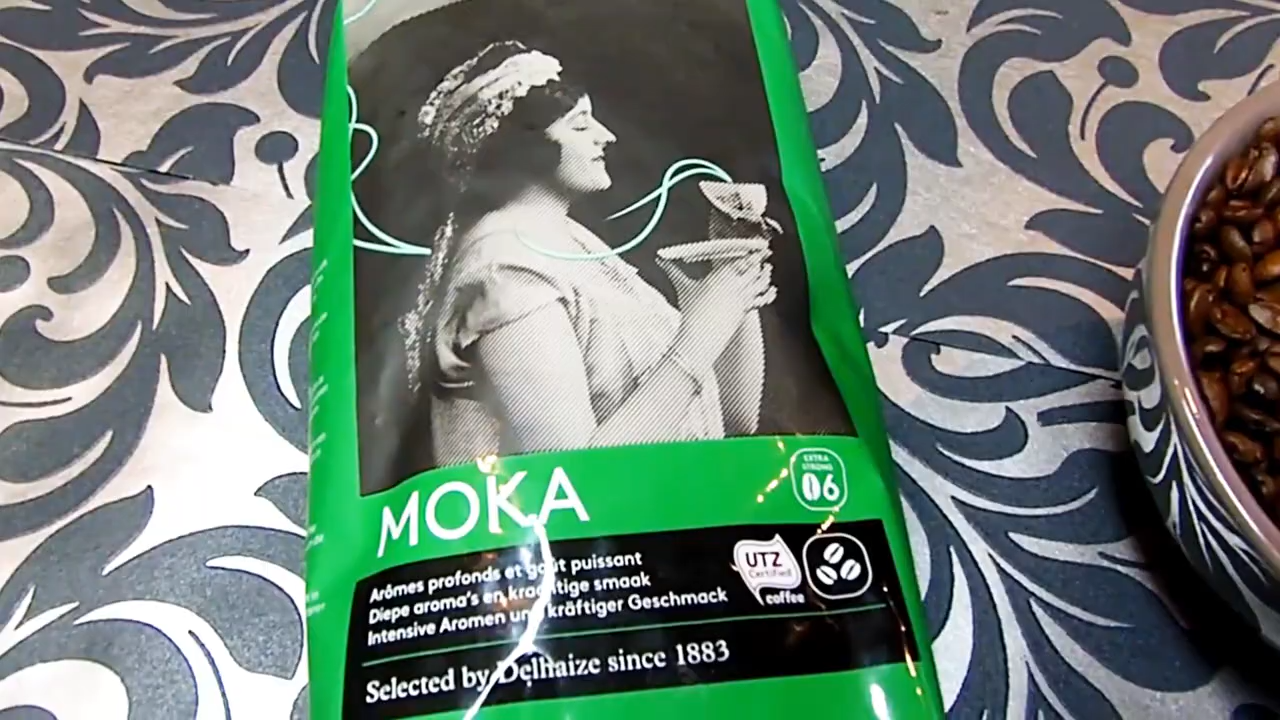 EXTRA
STRONG
06
MOKA
Arômes profonds et goût puissant
Diepe aroma's en krachtige smaak
Intensive Aromen und kräftiger Geschmack
UTZ
Certified
coffee
Selected by Delhaize since 1883